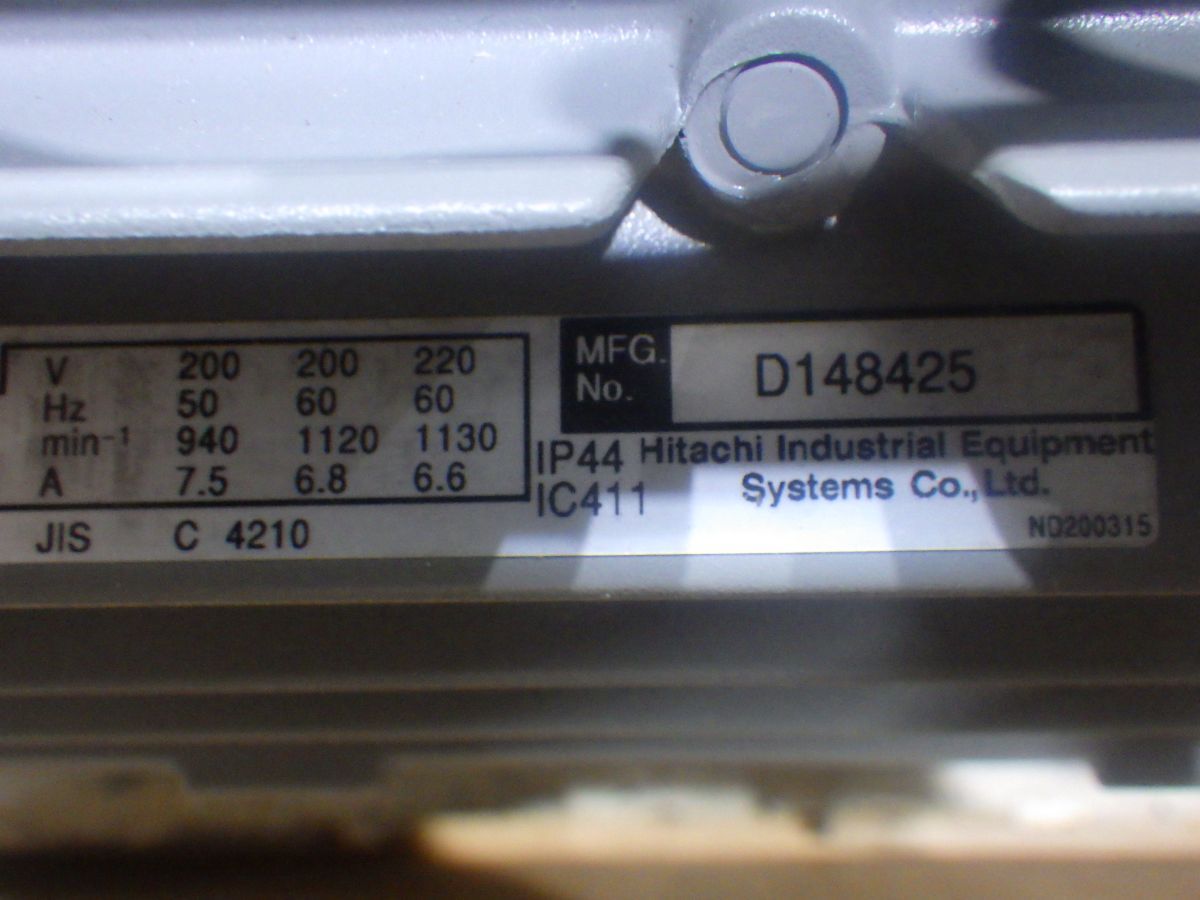 V 200 200 220
Hz 50 60 60
min-1 940 1120 1130
A 7.5 6.8 6.6
JIS C 4210
MFG. No. D148425
IP44 Hitachi Industrial Equipment
IC411 Systems Co., Ltd.
ND200315